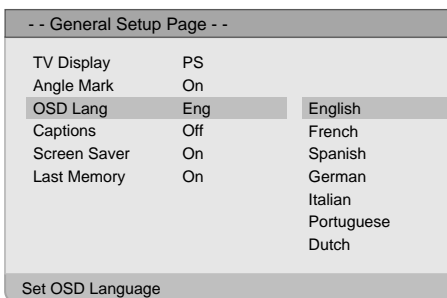 - - General Setup Page - -
TV Display PS
Angle Mark On
OSD Lang Eng English
Captions Off French
Screen Saver On Spanish
Last Memory On German
Italian
Portuguese
Dutch
Set OSD Language